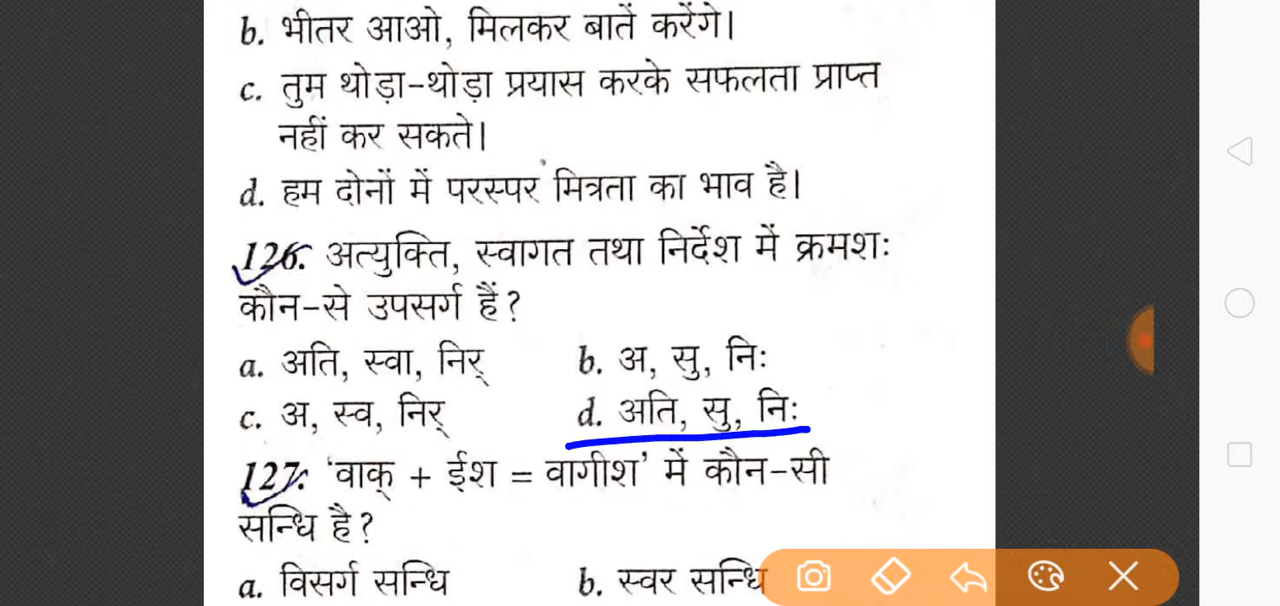 b. भीतर आओ, मिलकर बातें करेंगे।
c. तुम थोड़ा-थोड़ा प्रयास करके सफलता प्राप्त
नहीं कर सकते।
d. हम दोनों में परस्पर मित्रता का भाव है।
126. अत्युक्ति, स्वागत तथा निर्देश में क्रमशः
कौन-से उपसर्ग हैं?
a. अति, स्वा, निर् b. अ, सु, निः
c. अ, स्व, निर् d. अति, सु, निः
127. 'वाक् + ईश = वागीश' में कौन-सी
सन्धि है?
a. विसर्ग सन्धि b. स्वर सन्धि